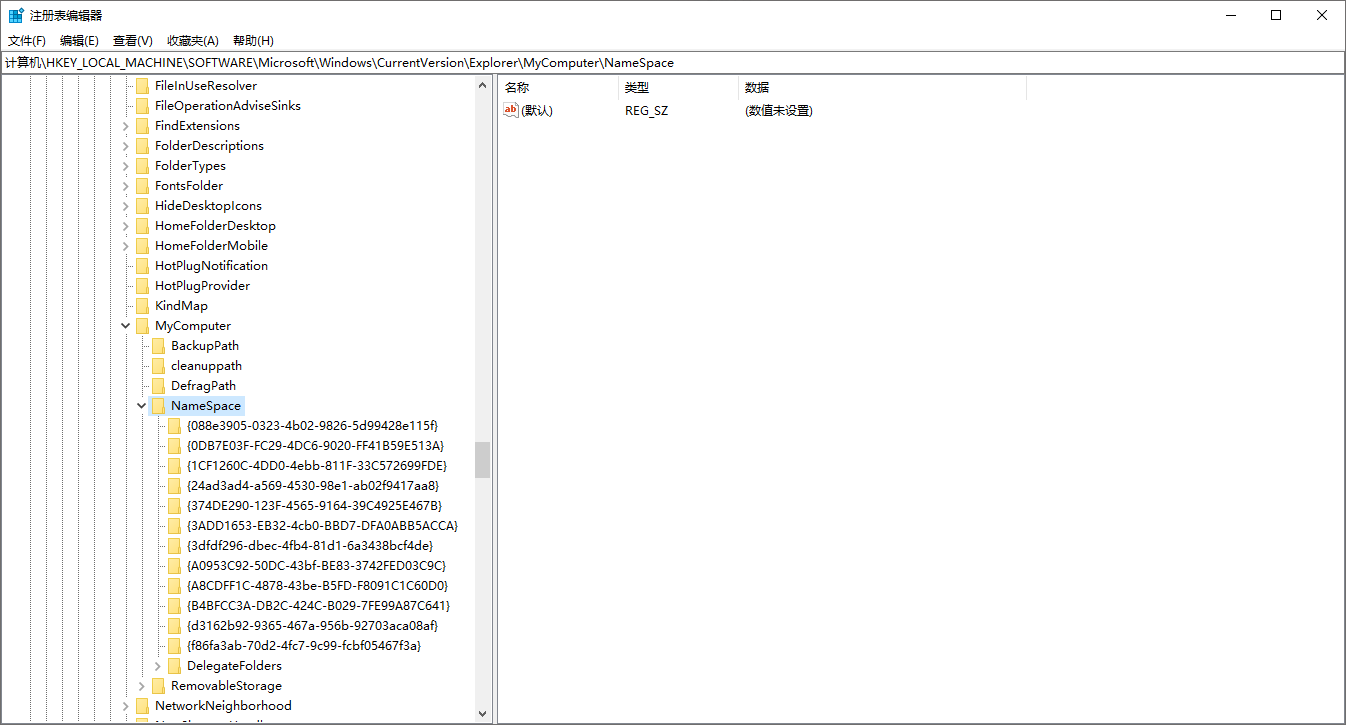 注册表编辑器
文件(F) 编辑(E) 查看(V) 收藏夹(A) 帮助(H)
计算机\HKEY_LOCAL_MACHINE\SOFTWARE\Microsoft\Windows\CurrentVersion\Explorer\MyComputer\NameSpace
FileInUseResolver
FileOperationAdviseSinks
FindExtensions
FolderDescriptions
FolderTypes
FontsFolder
HideDesktopIcons
HomeFolderDesktop
HomeFolderMobile
HotPlugNotification
HotPlugProvider
KindMap
MyComputer
BackupPath
cleanuppath
DefragPath
NameSpace
{088e3905-0323-4b02-9826-5d99428e115f}
{0DB7E03F-FC29-4DC6-9020-FF41B59E513A}
{1CF1260C-4DD0-4ebb-811F-33C572699FDE}
{24ad3ad4-a569-4530-98e1-ab02f9417aa8}
{374DE290-123F-4565-9164-39C4925E467B}
{3ADD1653-EB32-4cb0-BBD7-DFA0ABB5ACCA}
{3dfdf296-dbec-4fb4-81d1-6a3438bcf4de}
{A0953C92-50DC-43bf-BE83-3742FED03C9C}
{A8CDFF1C-4878-43be-B5FD-F8091C1C60D0}
{B4BFCC3A-DB2C-424C-B029-7FE99A87C641}
{d3162b92-9365-467a-956b-92703aca08af}
{f86fa3ab-70d2-4fc7-9c99-fcbf05467f3a}
DelegateFolders
RemovableStorage
NetworkNeighborhood
名称 类型 数据
ab (默认) REG_SZ (数值未设置)